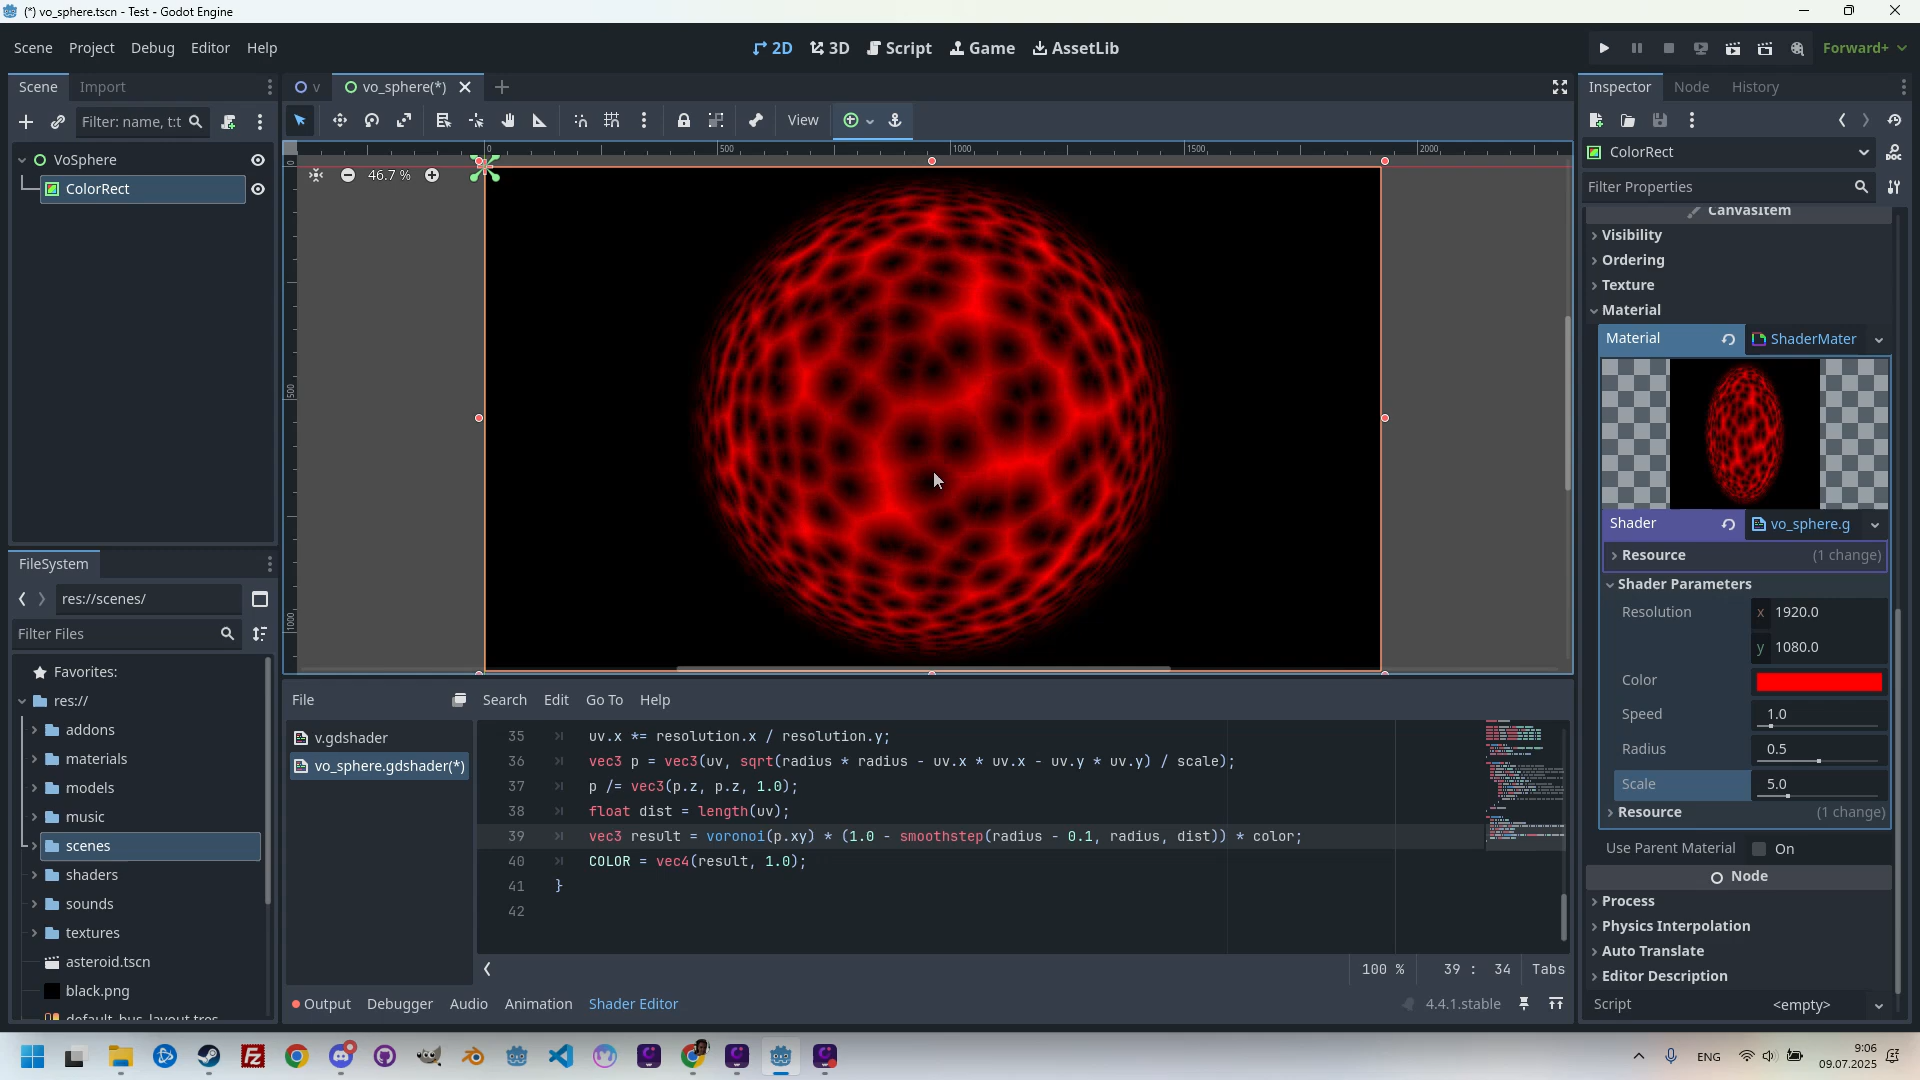 (*) vo_sphere.tscn - Test - Godot Engine
Scene Project Debug Editor Help
2D 3D Script Game AssetLib
Forward+
Scene Import
v vo_sphere(*)
Inspector Node History
Filter: name, t:t
View
ColorRect
Filter Properties
VoSphere
ColorRect
46.7 %
0 500 1000 1500 2000
0
500
1000
CanvasItem
Visibility
Ordering
Texture
Material
Material ShaderMater
Shader vo_sphere.g
Resource (1 change)
Shader Parameters
Resolution x 1920.0
y 1080.0
Color
Speed 1.0
Radius 0.5
Scale 5.0
Resource (1 change)
Use Parent Material On
Node
Process
Physics Interpolation
Auto Translate
Editor Description
Script <empty>
FileSystem
res://scenes/
Filter Files
Favorites:
res://
addons
materials
models
music
scenes
shaders
sounds
textures
asteroid.tscn
black.png
default_bus_layout.tres
File Search Edit Go To Help
v.gdshader
vo_sphere.gdshader(*)
35 uv.x *= resolution.x / resolution.y;
36 vec3 p = vec3(uv, sqrt(radius * radius - uv.x * uv.x - uv.y * uv.y) / scale);
37 p /= vec3(p.z, p.z, 1.0);
38 float dist = length(uv);
39 vec3 result = voronoi(p.xy) * (1.0 - smoothstep(radius - 0.1, radius, dist)) * color;
40 COLOR = vec4(result, 1.0);
41 }
42
100 % 39 : 34 Tabs
Output Debugger Audio Animation Shader Editor
4.4.1.stable
ENG
9:06
09.07.2025